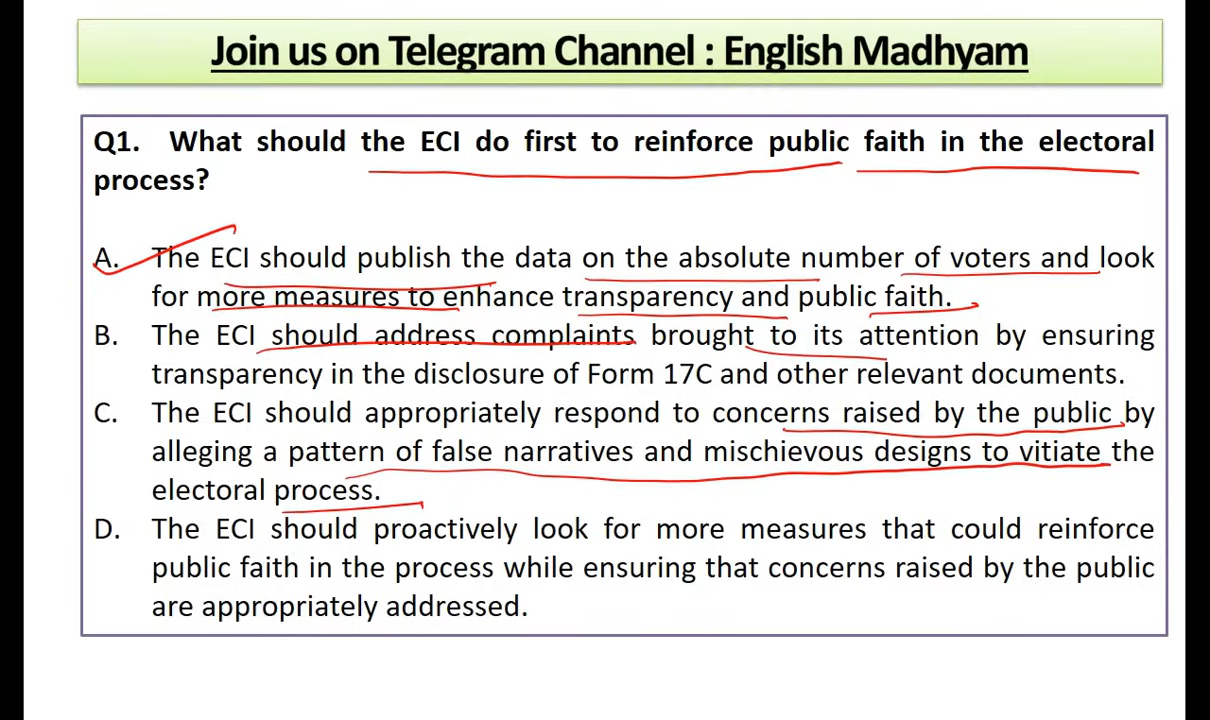 Join us on Telegram Channel : English Madhyam
Q1. What should the ECI do first to reinforce public faith in the electoral
process?
A. The ECI should publish the data on the absolute number of voters and look
for more measures to enhance transparency and public faith.
B. The ECI should address complaints brought to its attention by ensuring
transparency in the disclosure of Form 17C and other relevant documents.
C. The ECI should appropriately respond to concerns raised by the public by
alleging a pattern of false narratives and mischievous designs to vitiate the
electoral process.
D. The ECI should proactively look for more measures that could reinforce
public faith in the process while ensuring that concerns raised by the public
are appropriately addressed.